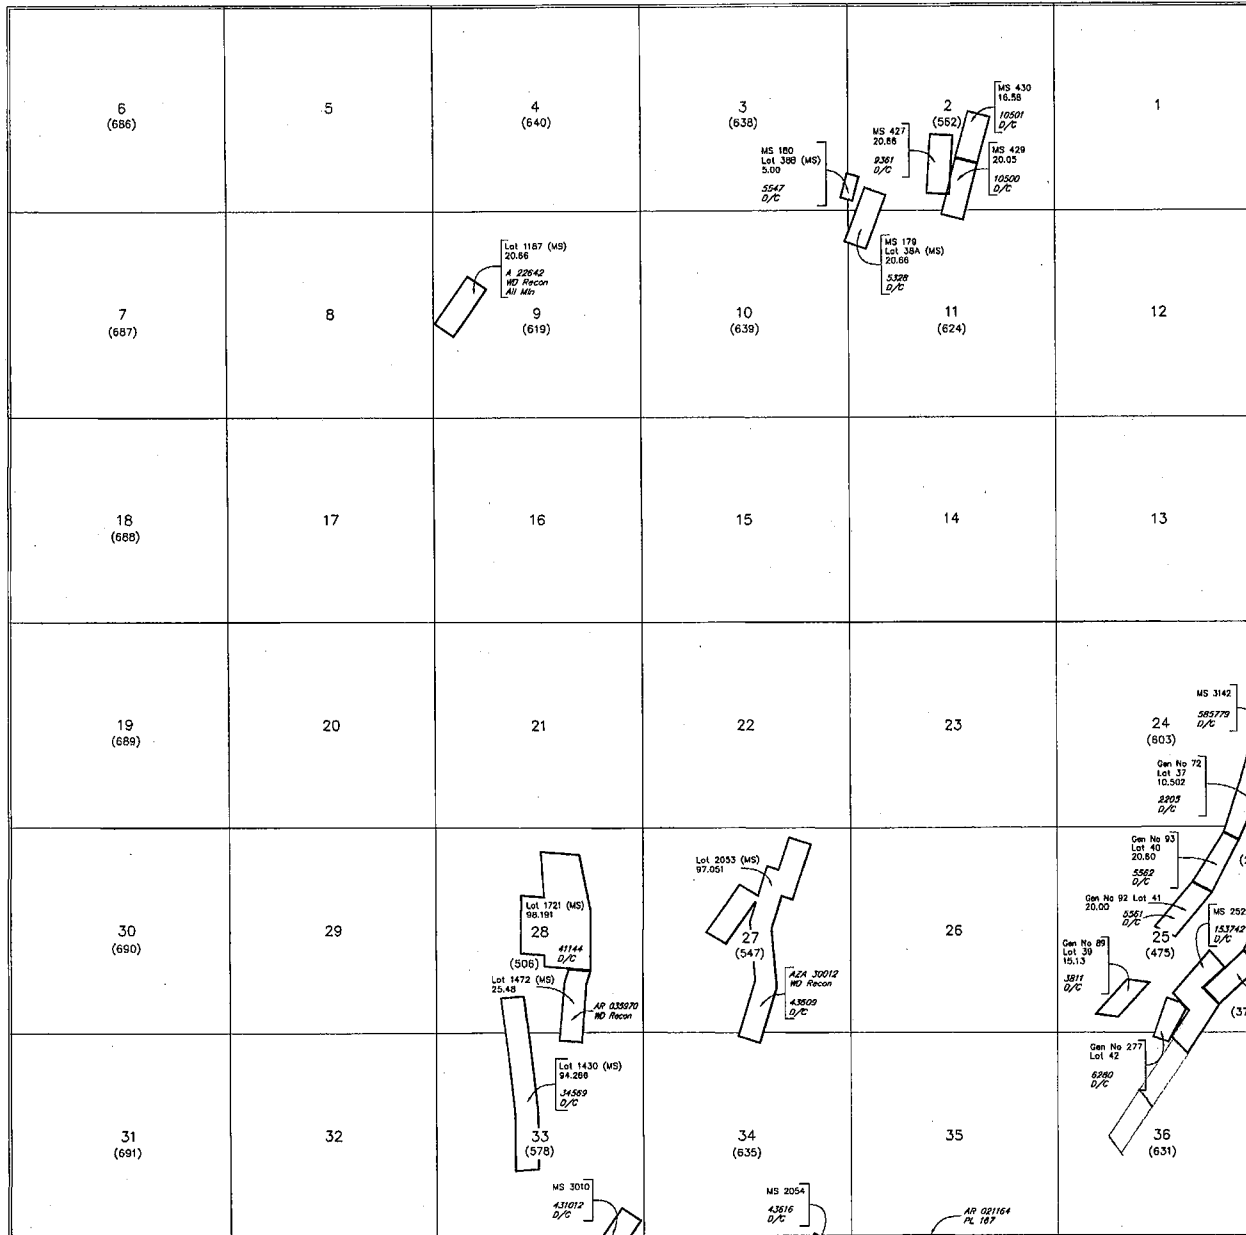 6
(686)
5
4
(640)
3
(638)
2
(562)
1
MS 430
16.58
10501
D/C
MS 427
20.66
9361
D/C
MS 429
20.05
10500
D/C
MS 180
Lot 38B (MS)
5.00
5547
D/C
MS 179
Lot 38A (MS)
20.66
5328
D/C
Lot 1187 (MS)
20.66
A 22642
WD Recon
All Min
7
(687)
8
9
(619)
10
(639)
11
(624)
12
18
(688)
17
16
15
14
13
19
(689)
20
21
22
23
24
(603)
MS 3142
585779
D/C
Gen No 72
Lot 37
10.502
2205
D/C
Gen No 93
Lot 40
20.60
5562
D/C
Gen No 92 Lot 41
20.00
5561
D/C
MS 252
153742
D/C
30
(690)
29
Lot 1721 (MS)
98.191
28
41144
D/C
(506)
Lot 1472 (MS)
25.48
AR 035970
WD Recon
Lot 2053 (MS)
97.051
27
(547)
AZA 30012
WD Recon
43609
D/C
26
25
(475)
Gen No 89
Lot 39
15.13
3811
D/C
(37
Gen No 277
Lot 42
6280
D/C
31
(691)
32
Lot 1430 (MS)
94.266
34569
D/C
33
(578)
34
(635)
35
36
(631)
MS 3010
431012
D/C
MS 2054
43616
D/C
AR 021164
PL 167